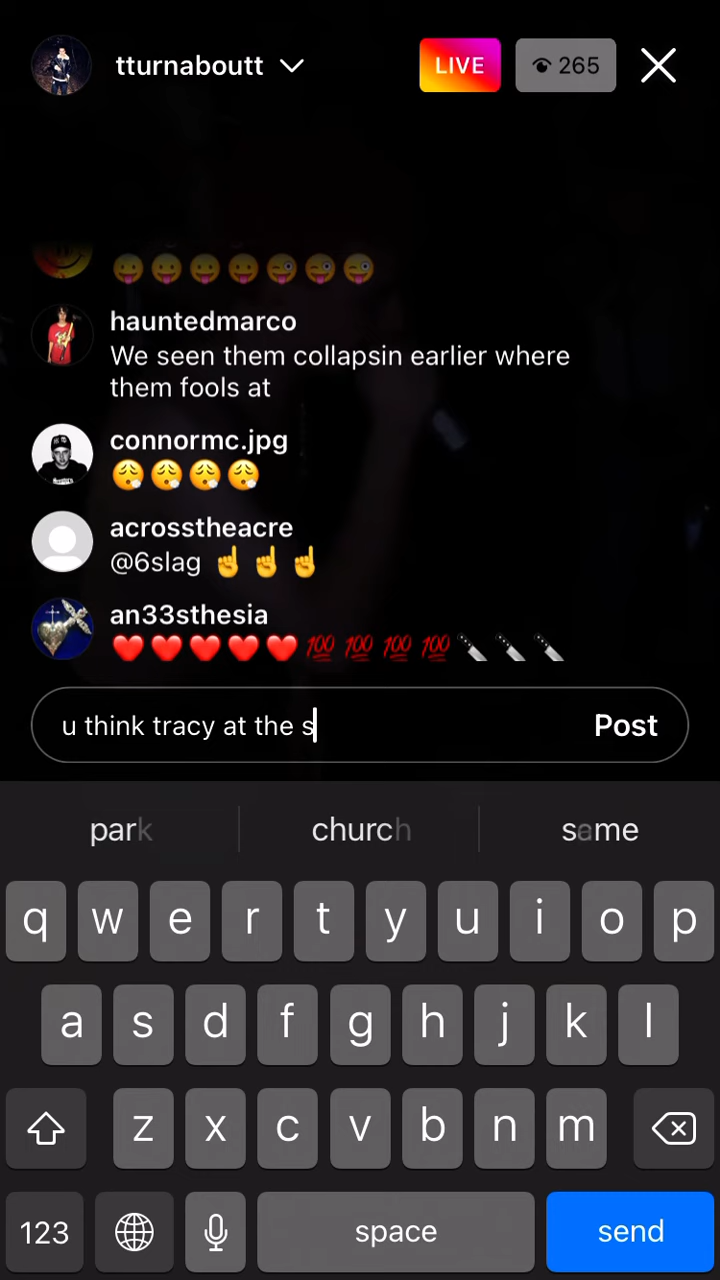 tturnaboutt
LIVE
265
😛😛😛😛😜😜😜
hauntedmarco
We seen them collapsin earlier where
them fools at
connormc.jpg
😮‍💨😮‍💨😮‍💨😮‍💨
acrosstheacre
@6slag ☝️☝️☝️
an33sthesia
❤️❤️❤️❤️❤️💯💯💯💯🔪🔪🔪
u think tracy at the s
Post
park church same
q w e r t y u i o p
a s d f g h j k l
z x c v b n m
123 space send